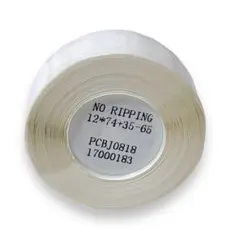 NO RIPPING
12*74+35-65
PCBJ0818
17000183